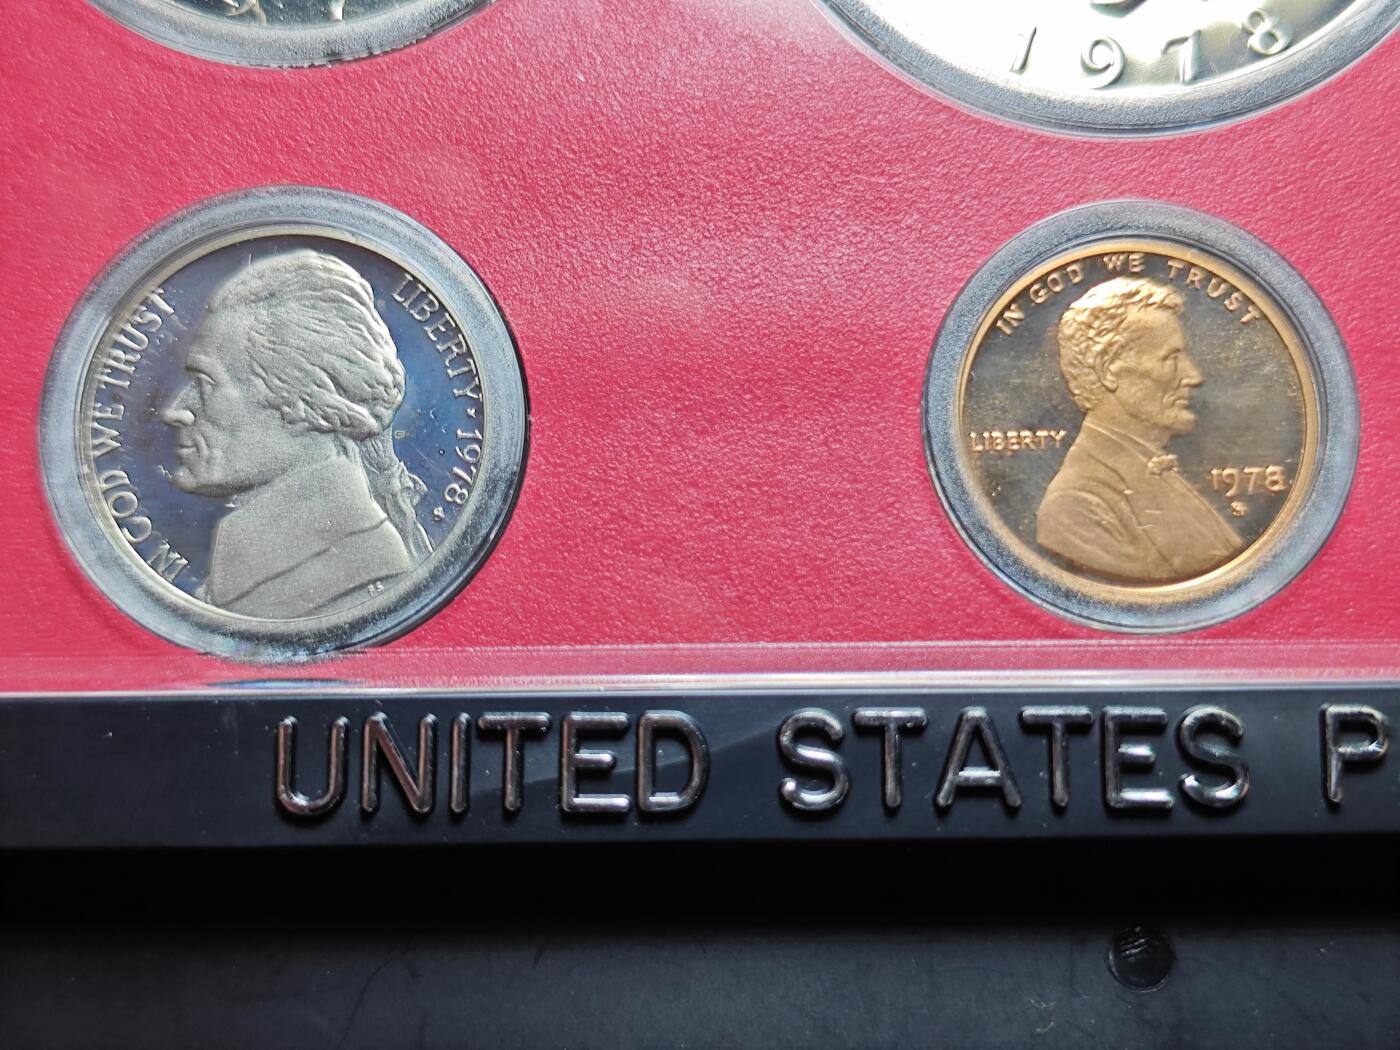 1978
IN GOD WE TRUST
LIBERTY · 1978
S
FS
IN GOD WE TRUST
LIBERTY
1978
S
UNITED STATES P